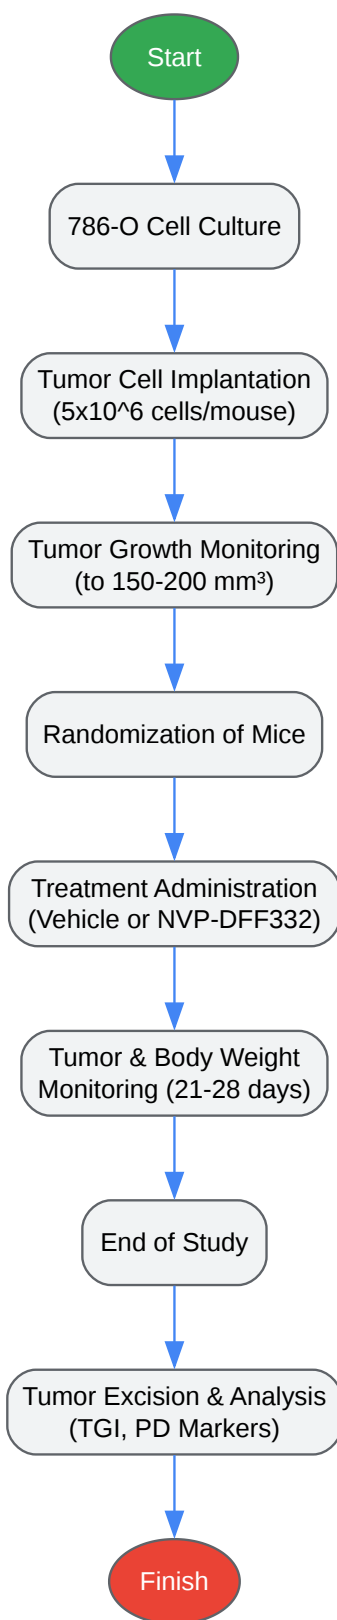 Start
786-O Cell Culture
Tumor Cell Implantation
(5x10^6 cells/mouse)
Tumor Growth Monitoring
(to 150-200 mm³)
Randomization of Mice
Treatment Administration
(Vehicle or NVP-DFF332)
Tumor & Body Weight
Monitoring (21-28 days)
End of Study
Tumor Excision & Analysis
(TGI, PD Markers)
Finish